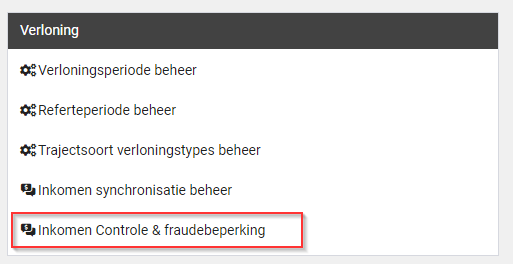 Verloning
Verloningsperiode beheer
Referteperiode beheer
Trajectsoort verloningstypes beheer
Inkomen synchronisatie beheer
Inkomen Controle & fraudebeperking